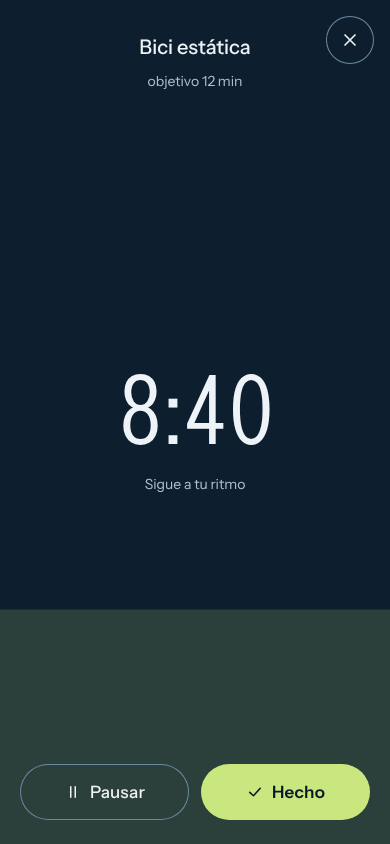 Bici estática
objetivo 12 min
8:40
Sigue a tu ritmo
Pausar
Hecho